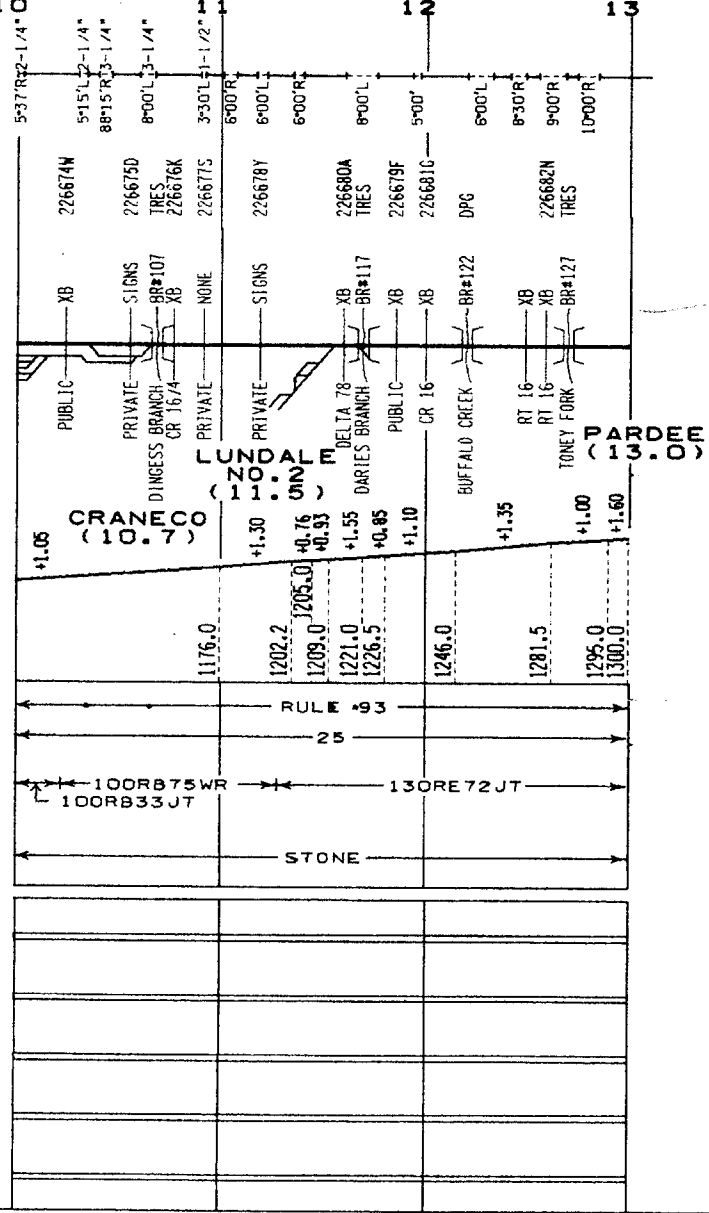 10 11 12 13
5°37'R 2-1/4"
5°15'L 2-1/4"
88°15'R 3-1/4"
8°00'L 3-1/4"
3°30'L 1-1/2"
6°00'R
6°00'L
6°00'R
8°00'L
5°00'
6°00'L
8°30'R
9°00'R
10°00'R
226674W
226675D
TRES
226676K
226677S
226678Y
226680A
TRES
226679F
226681G
DPG
226682N
TRES
XB
SIGNS
BR#107
XB
NONE
SIGNS
XB
BR#117
XB
XB
BR#122
XB
XB
BR#127
PUBLIC
PRIVATE
DINGESS BRANCH
CR 16/4
PRIVATE
PRIVATE
DELTA 78
DARIES BRANCH
PUBLIC
CR 16
BUFFALO CREEK
RT 16
RT 16
TONEY FORK
PARDEE
(13.0)
LUNDALE
NO.2
(11.5)
CRANECO
(10.7)
+1.05
+1.30
+0.76
+0.93
+1.55
+0.85
+1.10
+1.35
+1.00
+1.60
1176.0
1202.2
1205.0
1209.0
1221.0
1226.5
1246.0
1281.5
1295.0
1300.0
RULE 93
25
100RB75WR
130RE72JT
100RB33JT
STONE